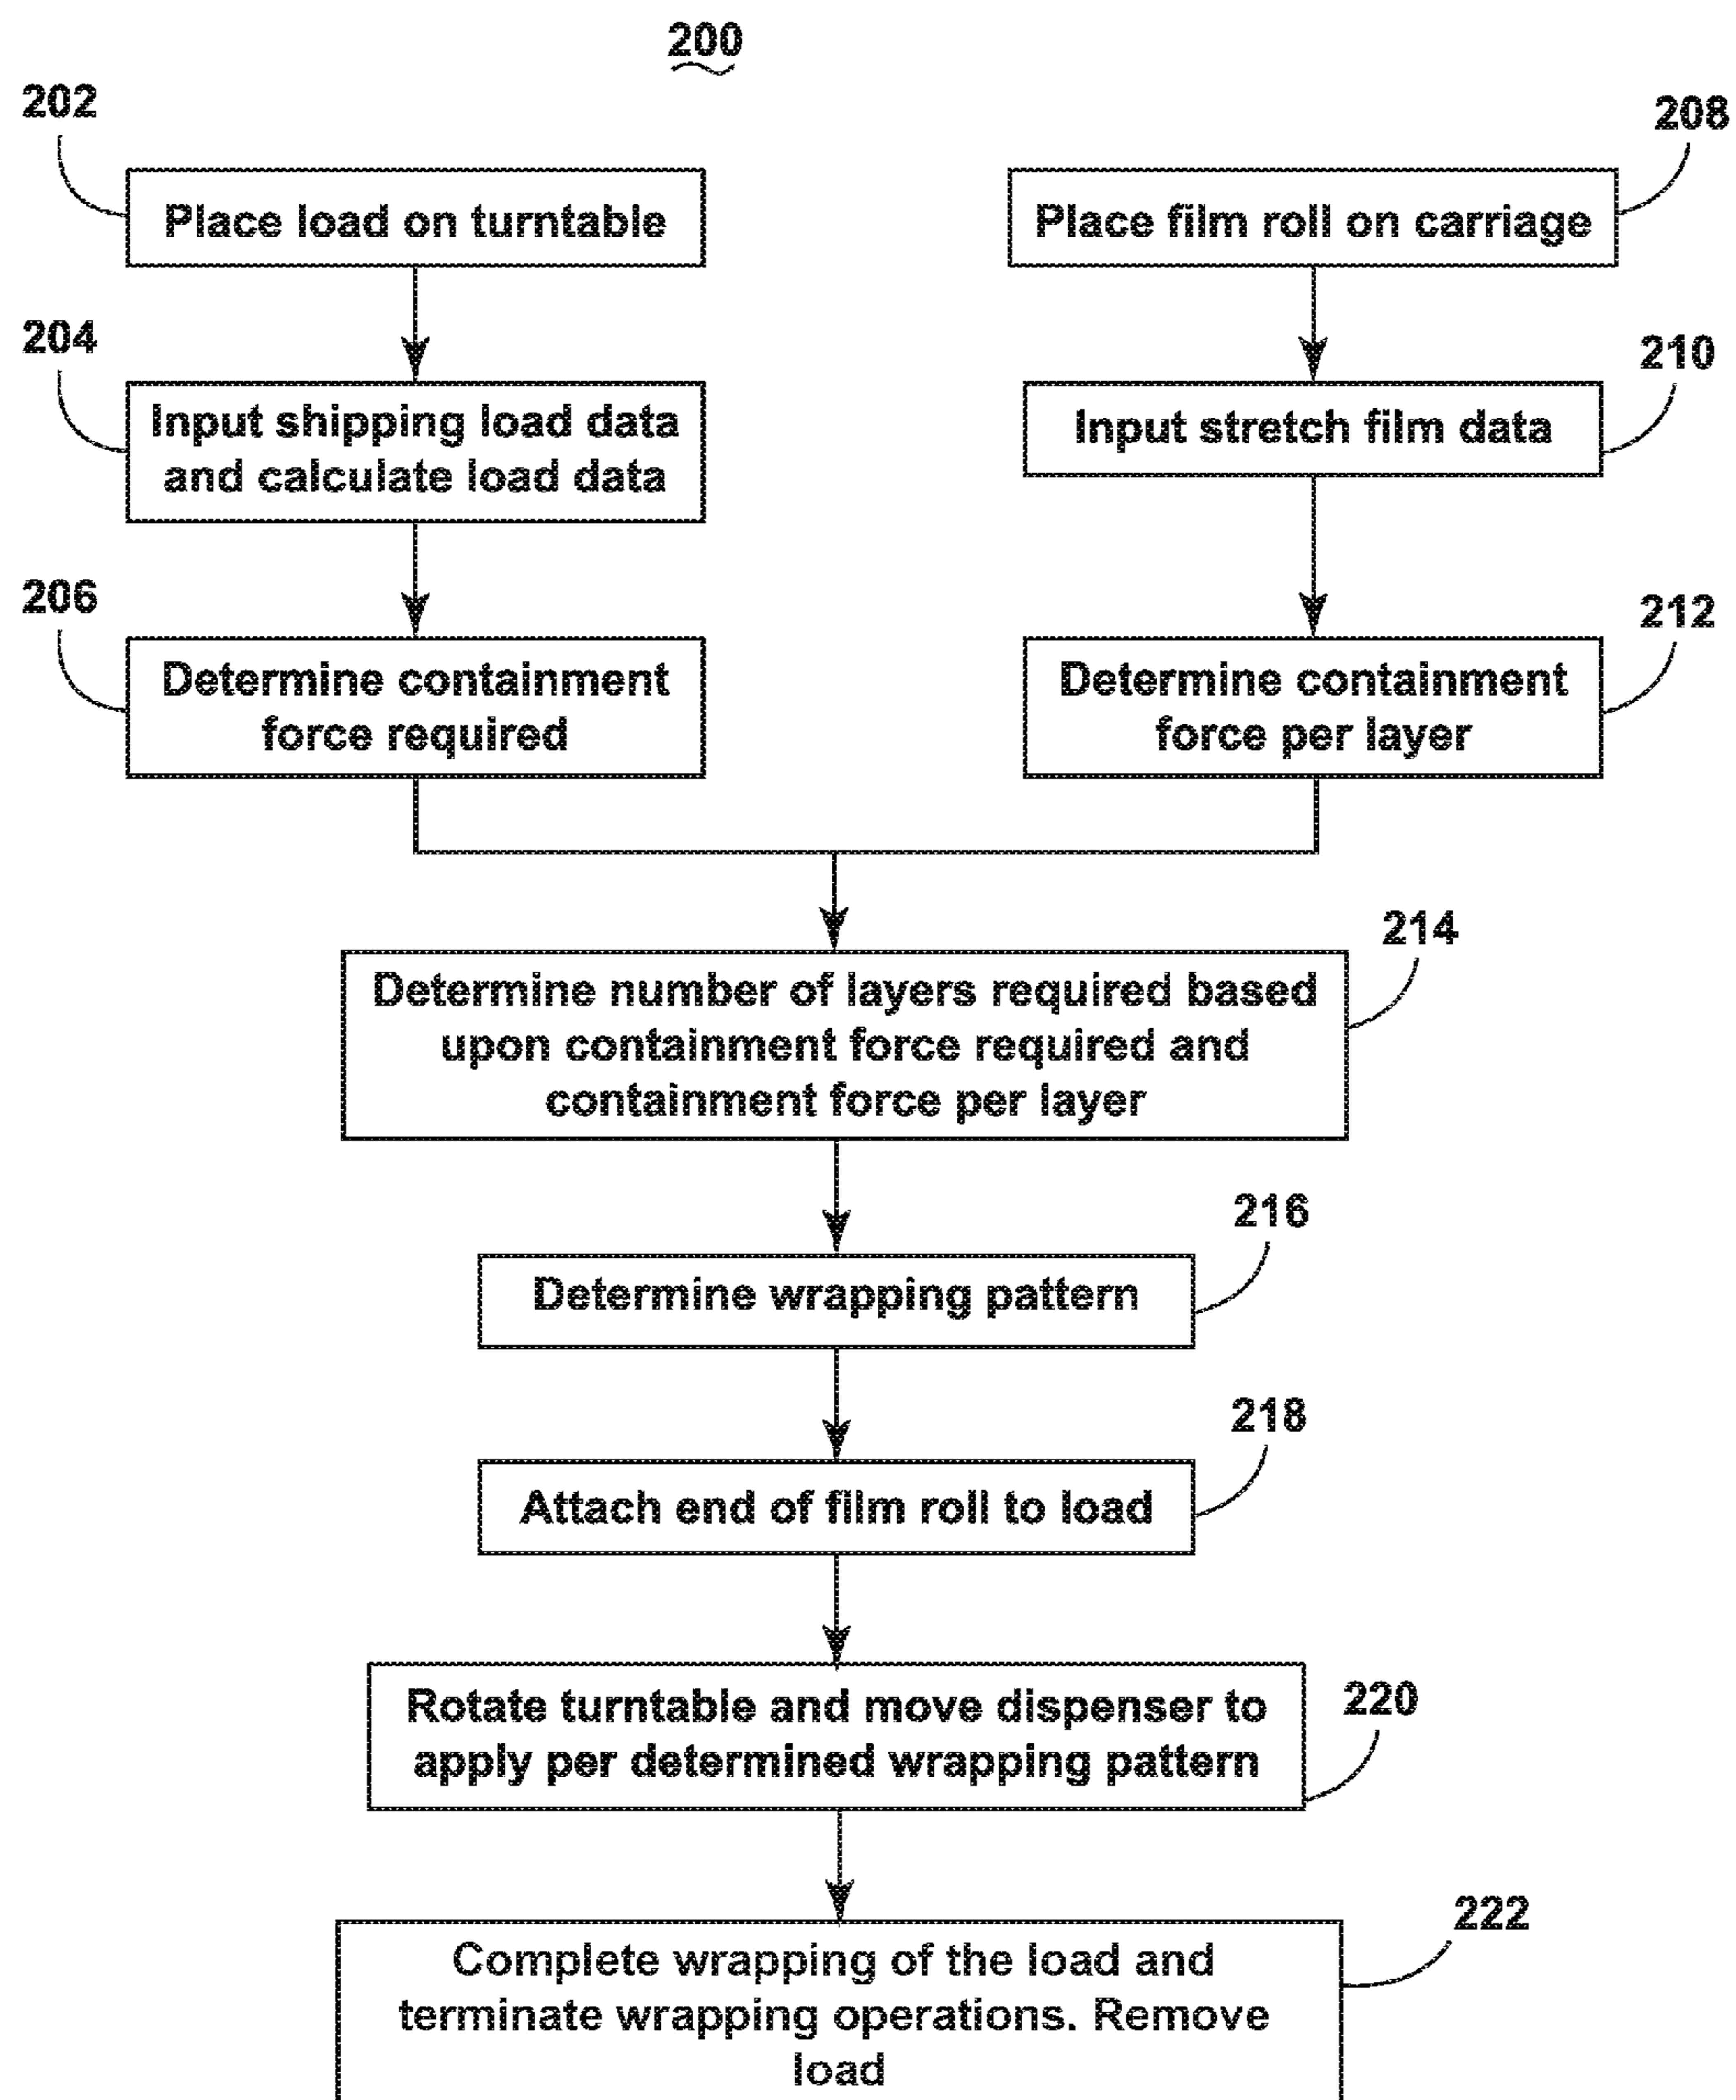 200
202
Place load on turntable
208
Place film roll on carriage
204
Input shipping load data
and calculate load data
210
Input stretch film data
206
Determine containment
force required
212
Determine containment
force per layer
214
Determine number of layers required based
upon containment force required and
containment force per layer
216
Determine wrapping pattern
218
Attach end of film roll to load
220
Rotate turntable and move dispenser to
apply per determined wrapping pattern
222
Complete wrapping of the load and
terminate wrapping operations. Remove
load